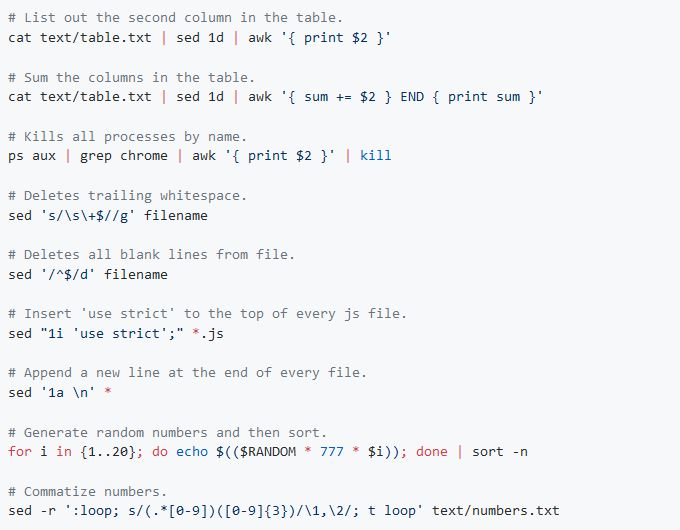 # List out the second column in the table.
cat text/table.txt | sed 1d | awk '{ print $2 }'
# Sum the columns in the table.
cat text/table.txt | sed 1d | awk '{ sum += $2 } END { print sum }'
# Kills all processes by name.
ps aux | grep chrome | awk '{ print $2 }' | kill
# Deletes trailing whitespace.
sed 's/\s\+$//g' filename
# Deletes all blank lines from file.
sed '/^$/d' filename
# Insert 'use strict' to the top of every js file.
sed "1i 'use strict';" *.js
# Append a new line at the end of every file.
sed '1a \n' *
# Generate random numbers and then sort.
for i in {1..20}; do echo $(($RANDOM * 777 * $i)); done | sort -n
# Commatize numbers.
sed -r ':loop; s/(.*[0-9])([0-9]{3})/\1,\2/; t loop' text/numbers.txt